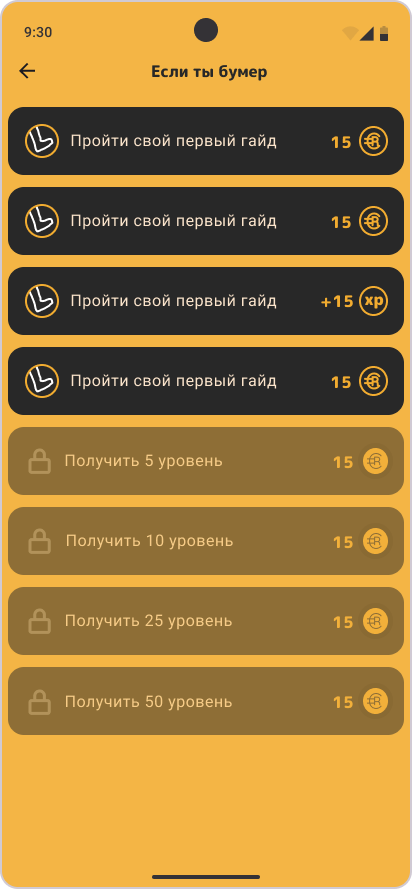 9:30
Если ты бумер
Пройти свой первый гайд 15
Пройти свой первый гайд 15
Пройти свой первый гайд +15 xp
Пройти свой первый гайд 15
Получить 5 уровень 15
Получить 10 уровень 15
Получить 25 уровень 15
Получить 50 уровень 15